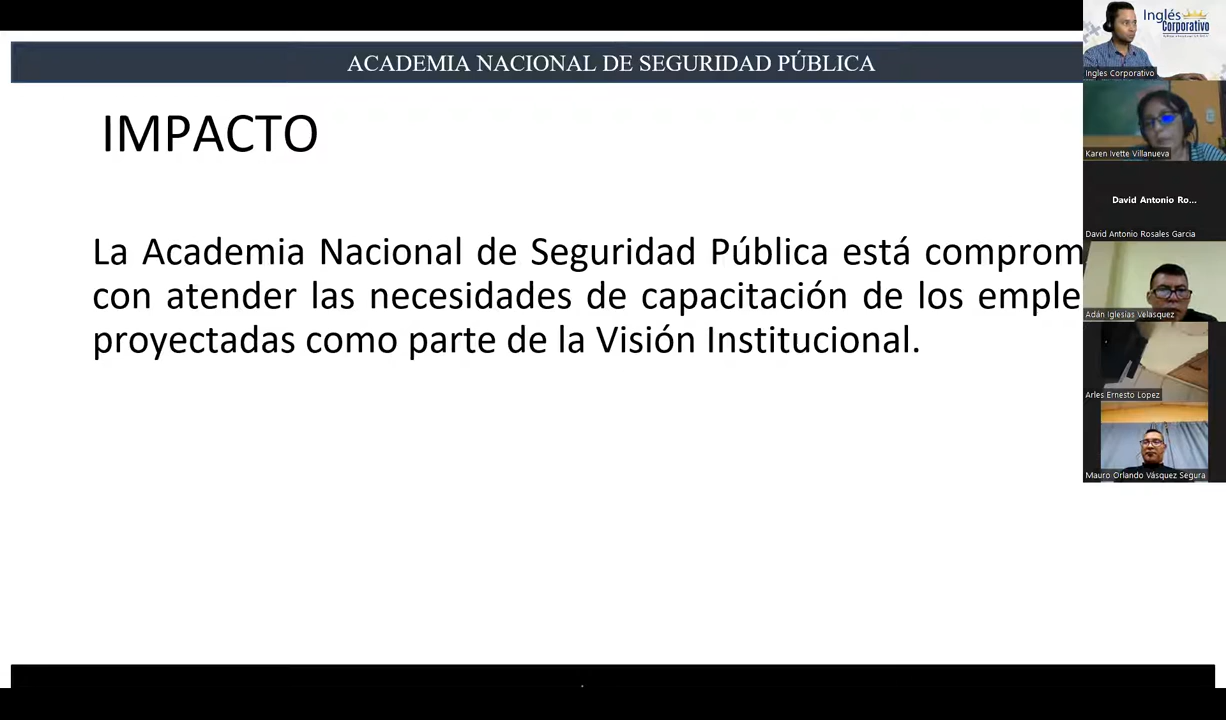 ACADEMIA NACIONAL DE SEGURIDAD PÚBLICA
IMPACTO
La Academia Nacional de Seguridad Pública está comprom
con atender las necesidades de capacitación de los emple
proyectadas como parte de la Visión Institucional.
Inglés
Corporativo
Ingles Corporativo
Karen Ivette Villanueva
David Antonio Ro...
David Antonio Rosales Garcia
Adán Iglesias Velasquez
Arles Ernesto Lopez
Mauro Orlando Vásquez Segura